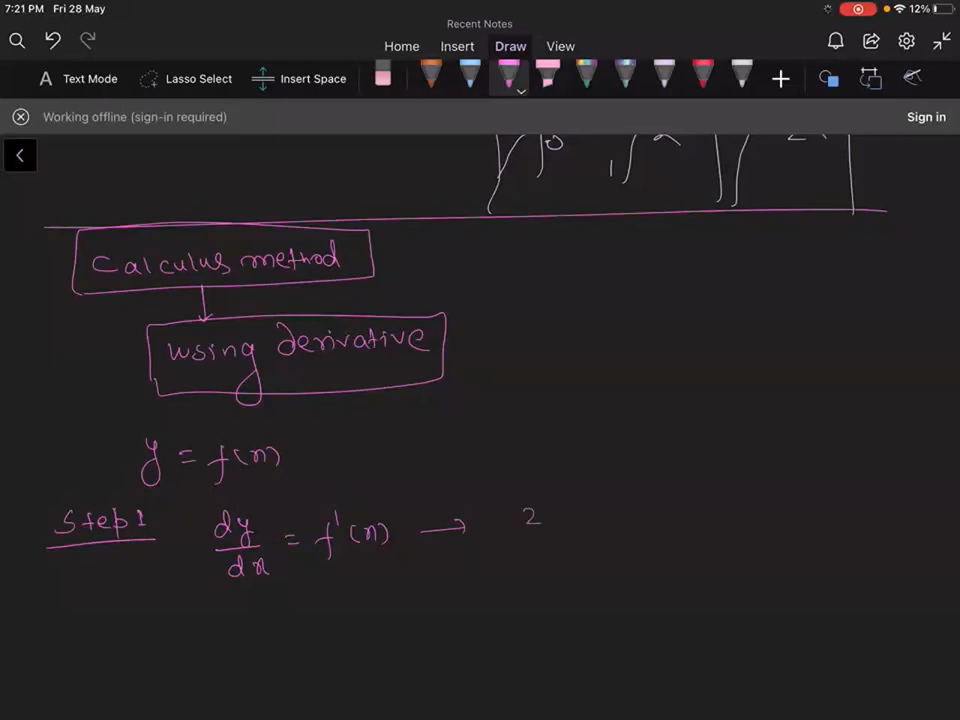 7:21 PM Fri 28 May
12%
Recent Notes
Home Insert Draw View
Text Mode Lasso Select Insert Space
Working offline (sign-in required) Sign in
Calculus method
using derivative
y = f(x)
Step 1 dy/dx = f'(x) → 2